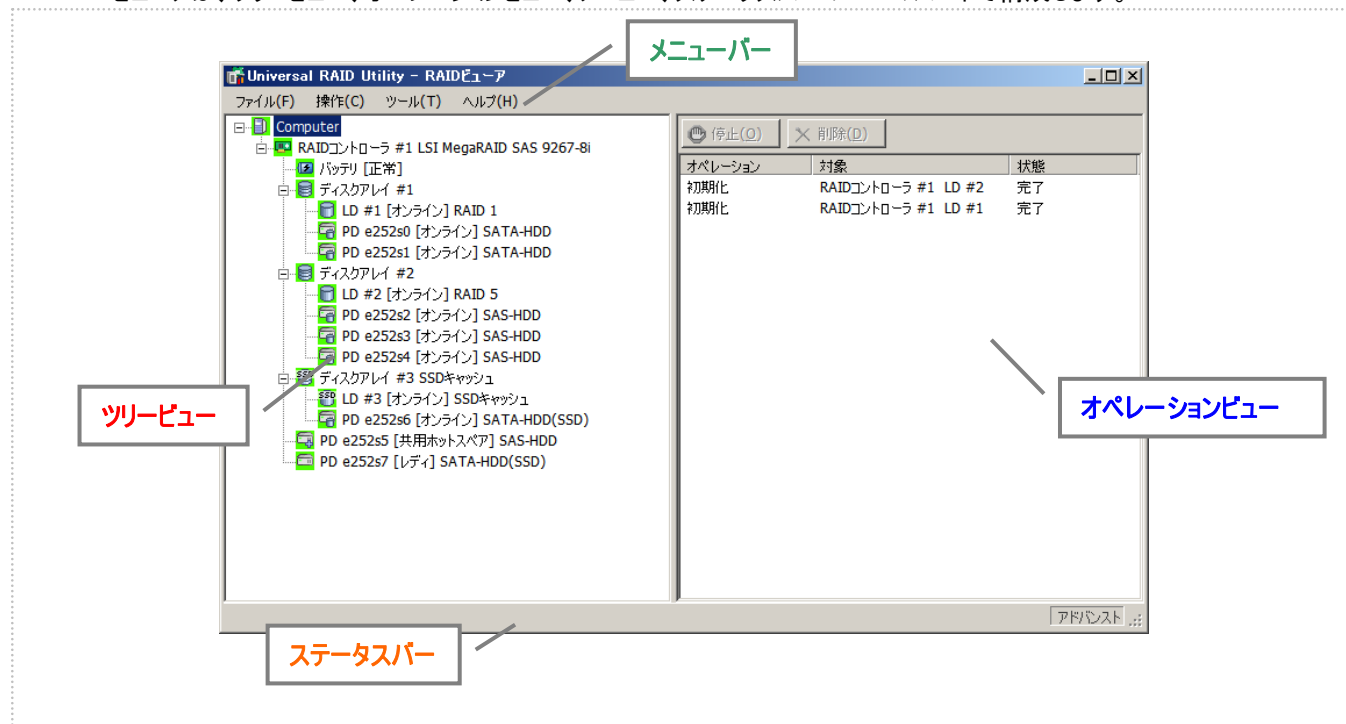 メニューバー
Universal RAID Utility - RAIDビューア
ファイル(F) 操作(C) ツール(T) ヘルプ(H)
Computer
RAIDコントローラ #1 LSI MegaRAID SAS 9267-8i
バッテリ [正常]
ディスクアレイ #1
LD #1 [オンライン] RAID 1
PD e252s0 [オンライン] SATA-HDD
PD e252s1 [オンライン] SATA-HDD
ディスクアレイ #2
LD #2 [オンライン] RAID 5
PD e252s2 [オンライン] SAS-HDD
PD e252s3 [オンライン] SAS-HDD
PD e252s4 [オンライン] SAS-HDD
ディスクアレイ #3 SSDキャッシュ
LD #3 [オンライン] SSDキャッシュ
PD e252s6 [オンライン] SATA-HDD(SSD)
PD e252s5 [共用ホットスペア] SAS-HDD
PD e252s7 [レディ] SATA-HDD(SSD)
停止(O) 削除(D)
オペレーション 対象 状態
初期化 RAIDコントローラ #1 LD #2 完了
初期化 RAIDコントローラ #1 LD #1 完了
ツリービュー
オペレーションビュー
アドバンスト
ステータスバー